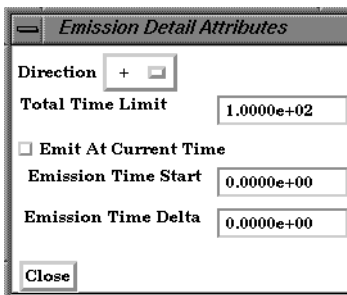 Emission Detail Attributes
Direction +
Total Time Limit 1.0000e+02
Emit At Current Time
Emission Time Start 0.0000e+00
Emission Time Delta 0.0000e+00
Close